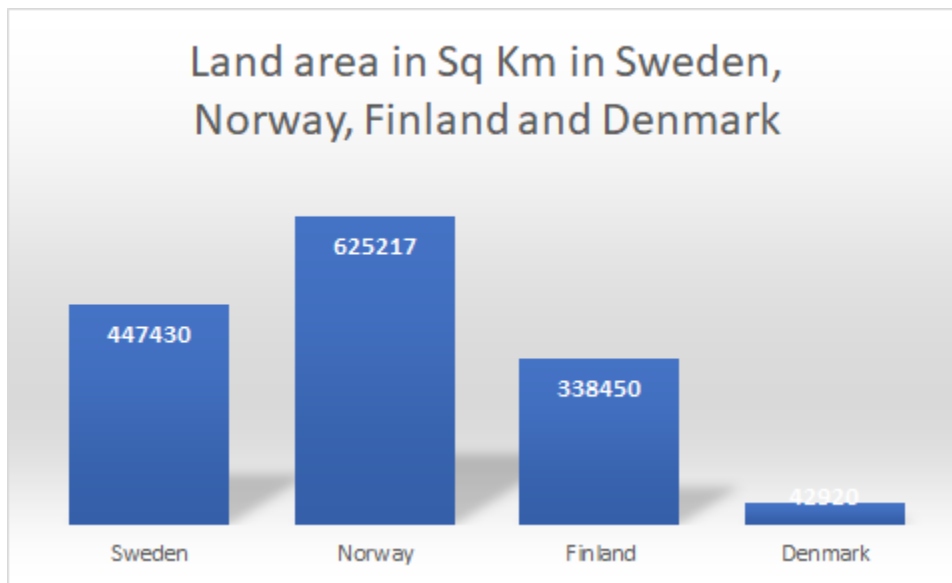 Land area in Sq Km in Sweden,
Norway, Finland and Denmark
625217
447430
338450
42920
Sweden Norway Finland Denmark